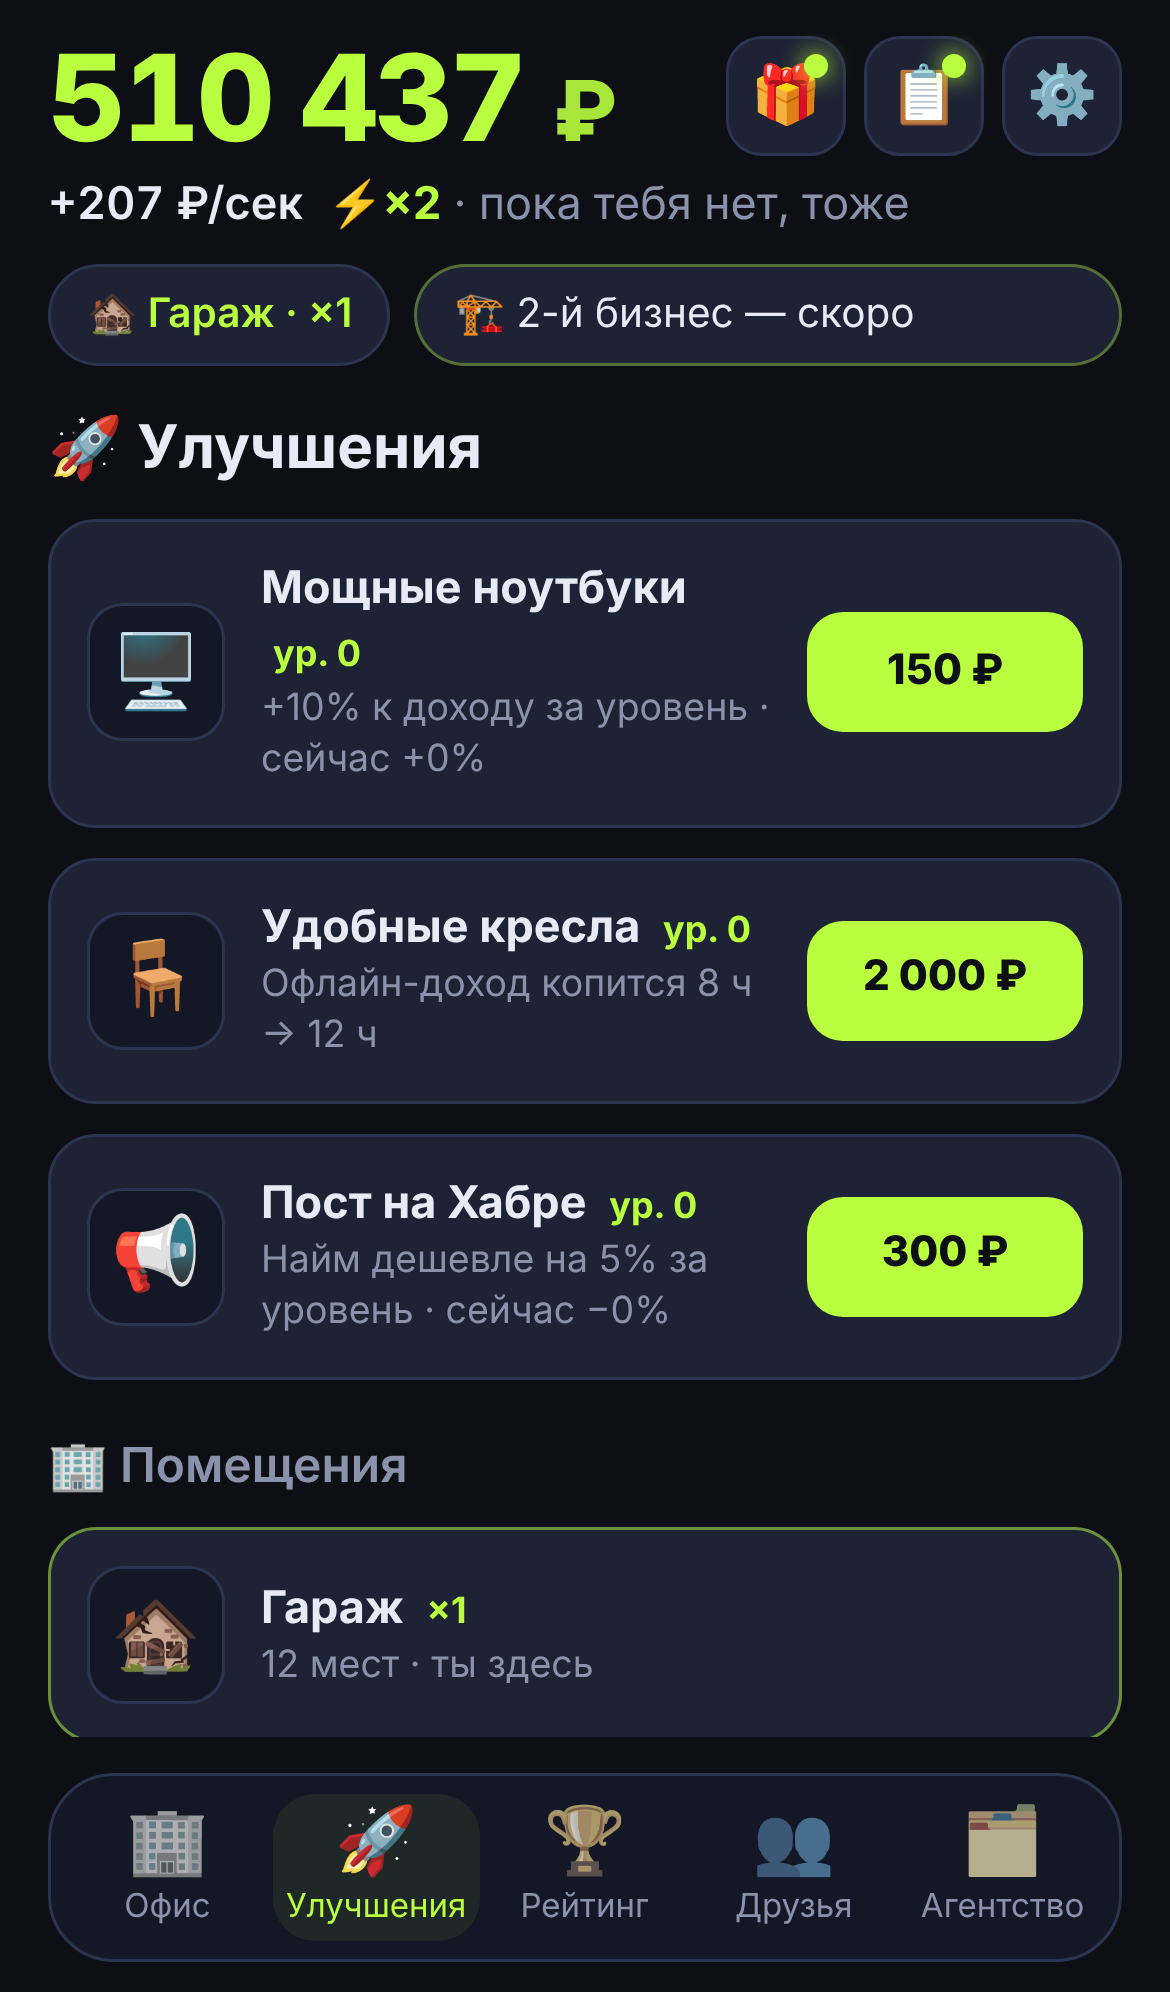 510 437 ₽
+207 ₽/сек ⚡×2 · пока тебя нет, тоже
Гараж · ×1
2-й бизнес — скоро
Улучшения
Мощные ноутбуки
ур. 0
+10% к доходу за уровень ·
сейчас +0%
150 ₽
Удобные кресла ур. 0
Офлайн-доход копится 8 ч
→ 12 ч
2 000 ₽
Пост на Хабре ур. 0
Найм дешевле на 5% за
уровень · сейчас −0%
300 ₽
Помещения
Гараж ×1
12 мест · ты здесь
Офис
Улучшения
Рейтинг
Друзья
Агентство